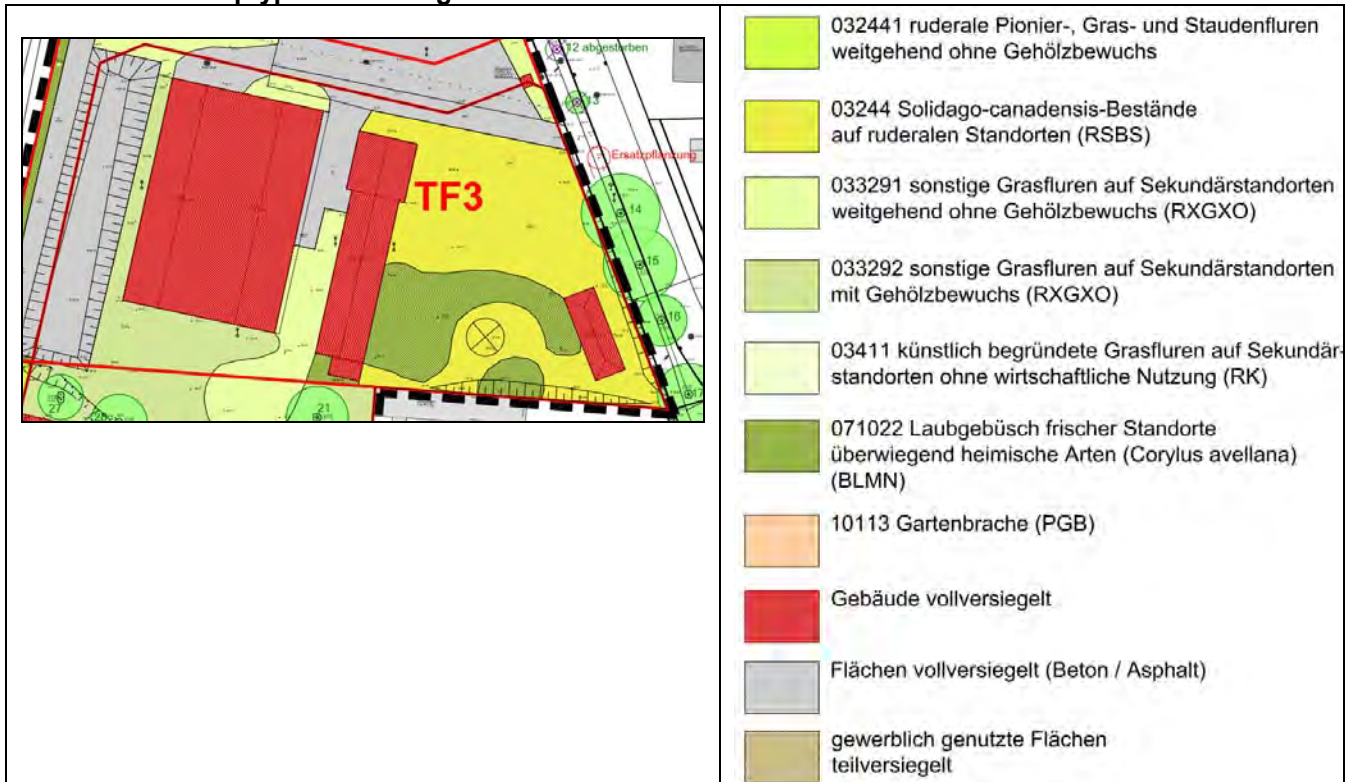 12 abgestorben
13
Ersatzpflanzung
14
TF3
15
16
17
27
21
032441 ruderale Pionier-, Gras- und Staudenfluren
weitgehend ohne Gehölzbewuchs
03244 Solidago-canadensis-Bestände
auf ruderalen Standorten (RSBS)
033291 sonstige Grasfluren auf Sekundärstandorten
weitgehend ohne Gehölzbewuchs (RXGXO)
033292 sonstige Grasfluren auf Sekundärstandorten
mit Gehölzbewuchs (RXGXO)
03411 künstlich begründete Grasfluren auf Sekundär-
standorten ohne wirtschaftliche Nutzung (RK)
071022 Laubgebüsch frischer Standorte
überwiegend heimische Arten (Corylus avellana)
(BLMN)
10113 Gartenbrache (PGB)
Gebäude vollversiegelt
Flächen vollversiegelt (Beton / Asphalt)
gewerblich genutzte Flächen
teilversiegelt